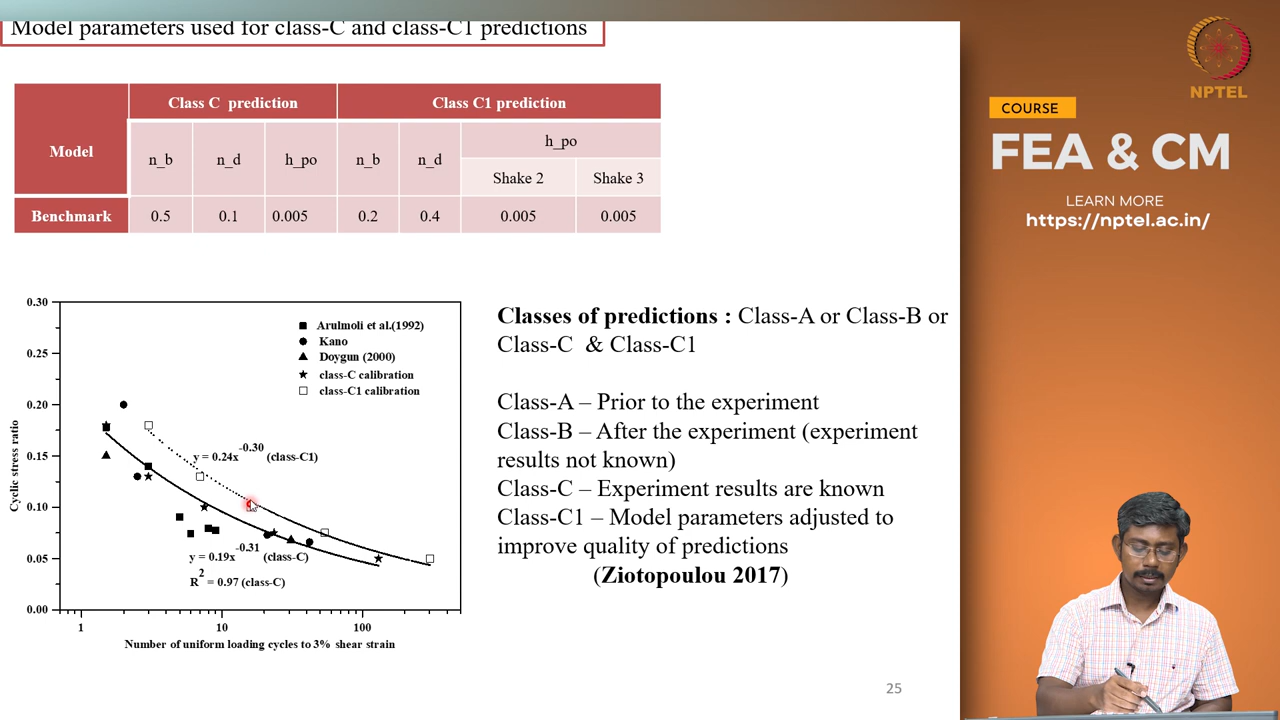 Model parameters used for class-C and class-C1 predictions
Model
Class C prediction
Class C1 prediction
n_b
n_d
h_po
n_b
n_d
h_po
Shake 2
Shake 3
Benchmark
0.5
0.1
0.005
0.2
0.4
0.005
0.005
0.30
0.25
0.20
0.15
0.10
0.05
0.00
Cyclic stress ratio
Arulmoli et al.(1992)
Kano
Doygun (2000)
class-C calibration
class-C1 calibration
y = 0.24x-0.30 (class-C1)
y = 0.19x-0.31 (class-C)
R2 = 0.97 (class-C)
1
10
100
Number of uniform loading cycles to 3% shear strain
Classes of predictions : Class-A or Class-B or
Class-C & Class-C1
Class-A – Prior to the experiment
Class-B – After the experiment (experiment
results not known)
Class-C – Experiment results are known
Class-C1 – Model parameters adjusted to
improve quality of predictions
(Ziotopoulou 2017)
25
NPTEL
COURSE
FEA & CM
LEARN MORE
https://nptel.ac.in/